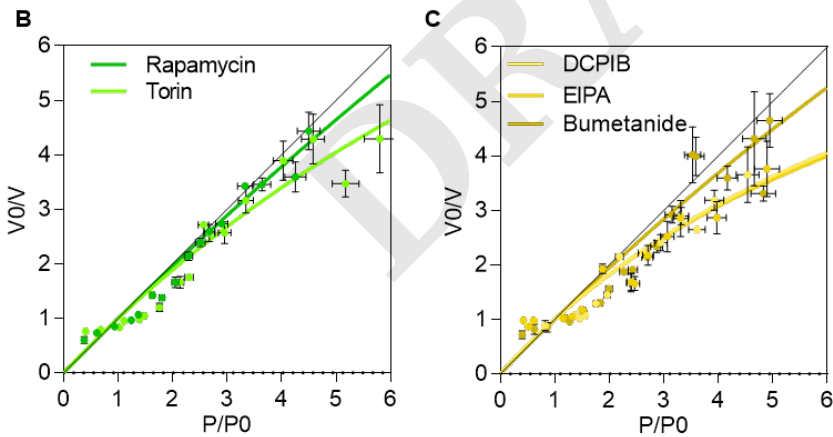 B
6
5
4
3
2
1
0
V0/V
Rapamycin
Torin
0 1 2 3 4 5 6
P/P0
C
6
5
4
3
2
1
0
V0/V
DCPIB
EIPA
Bumetanide
0 1 2 3 4 5 6
P/P0
DRA